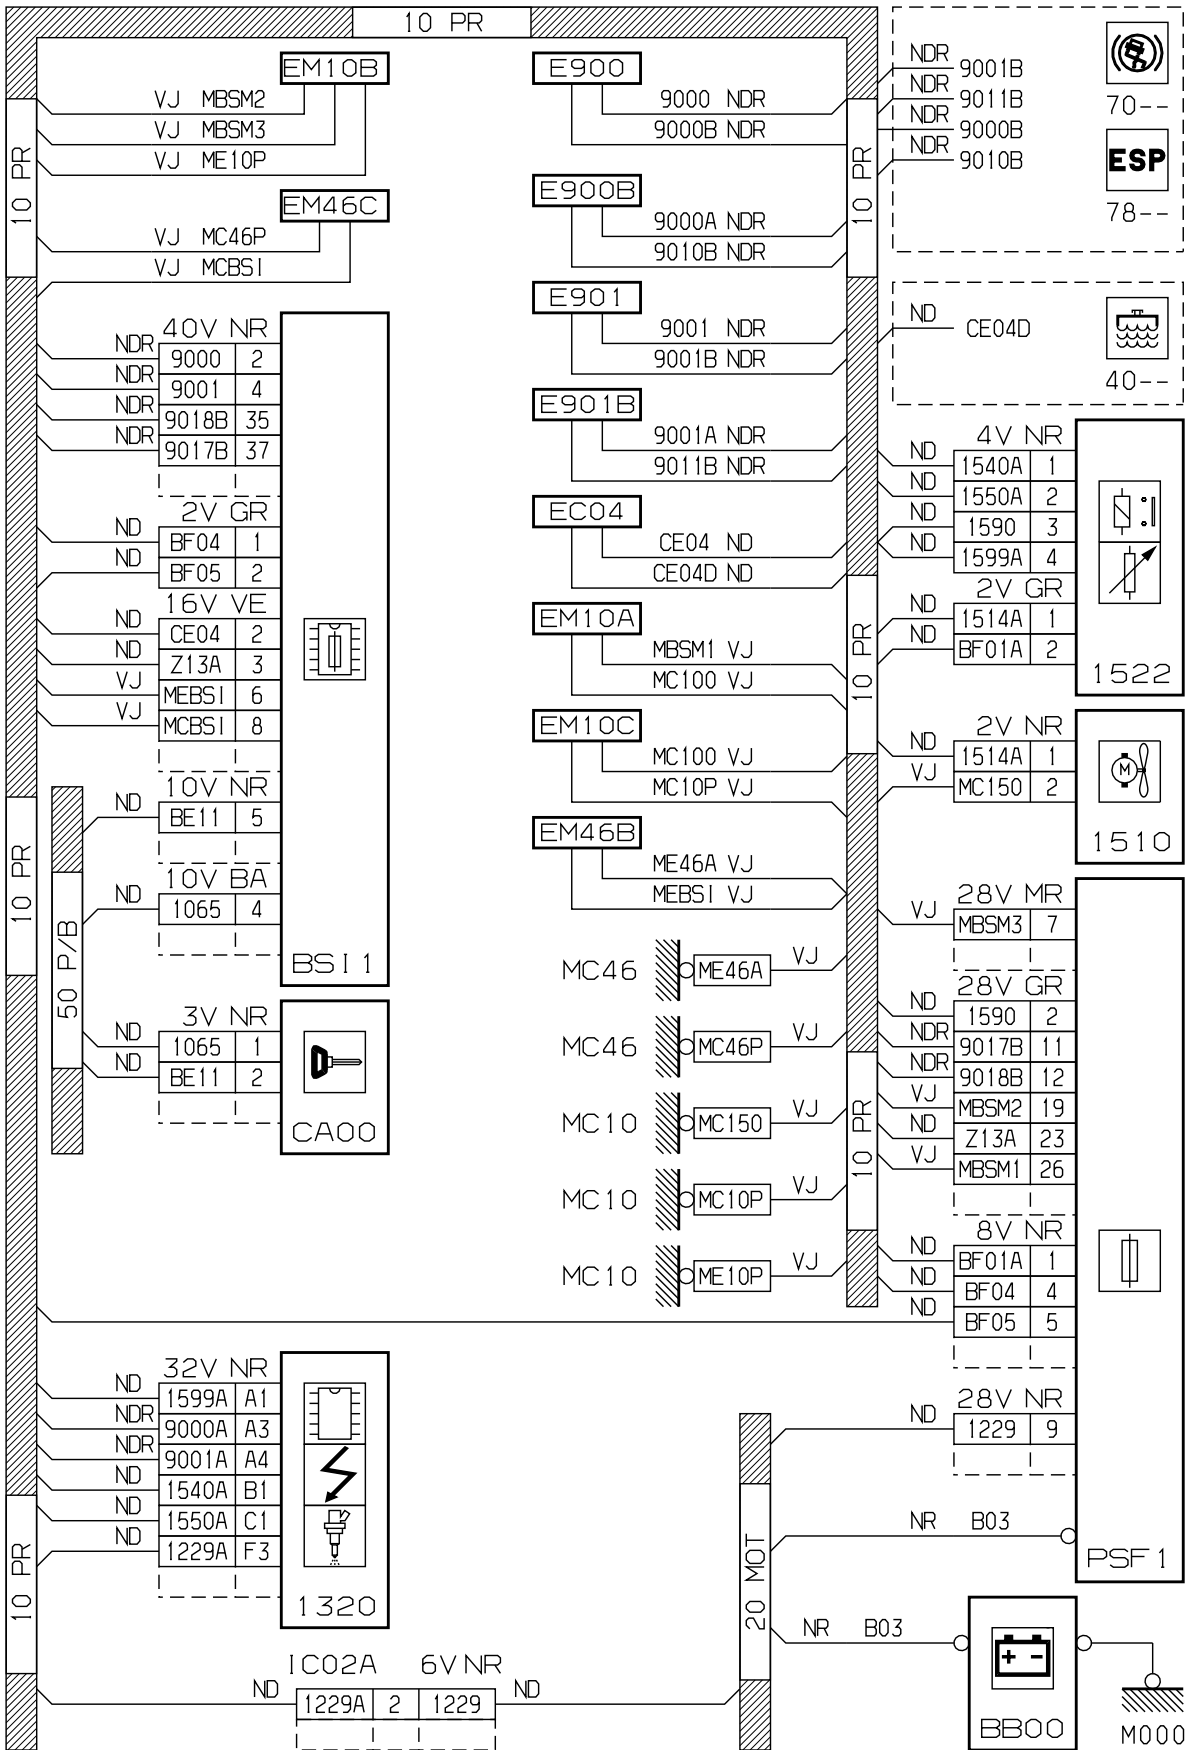 10 PR
EM10B
VJ MBSM2
VJ MBSM3
VJ ME10P
10 PR
EM46C
VJ MC46P
VJ MCBSI
40V NR
NDR 9000 2
NDR 9001 4
NDR 9018B 35
NDR 9017B 37
2V GR
ND BF04 1
ND BF05 2
16V VE
ND CE04 2
ND Z13A 3
VJ MEBSI 6
VJ MCBSI 8
10V NR
ND BE11 5
10V BA
ND 1065 4
BSI1
10 PR
50 P/B
3V NR
ND 1065 1
ND BE11 2
CA00
32V NR
ND 1599A A1
NDR 9000A A3
NDR 9001A A4
ND 1540A B1
ND 1550A C1
ND 1229A F3
1320
10 PR
IC02A 6V NR
ND 1229A 2 1229 ND
E900
9000 NDR
9000B NDR
10 PR
E900B
9000A NDR
9010B NDR
E901
9001 NDR
9001B NDR
E901B
9001A NDR
9011B NDR
EC04
CE04 ND
CE04D ND
EM10A
MBSM1 VJ
MC100 VJ
10 PR
EM10C
MC100 VJ
MC10P VJ
EM46B
ME46A VJ
MEBSI VJ
MC46 ME46A VJ
MC46 MC46P VJ
MC10 MC150 VJ
MC10 MC10P VJ
MC10 ME10P VJ
10 PR
NDR 9001B
NDR 9011B
NDR 9000B
NDR 9010B
70--
ESP
78--
ND CE04D
40--
4V NR
ND 1540A 1
ND 1550A 2
ND 1590 3
ND 1599A 4
2V GR
ND 1514A 1
ND BF01A 2
1522
2V NR
ND 1514A 1
VJ MC150 2
M
1510
28V MR
VJ MBSM3 7
28V GR
ND 1590 2
NDR 9017B 11
NDR 9018B 12
VJ MBSM2 19
ND Z13A 23
VJ MBSM1 26
8V NR
ND BF01A 1
ND BF04 4
ND BF05 5
28V NR
ND 1229 9
NR B03
PSF1
20 MOT
NR B03
+ -
BB00
M000